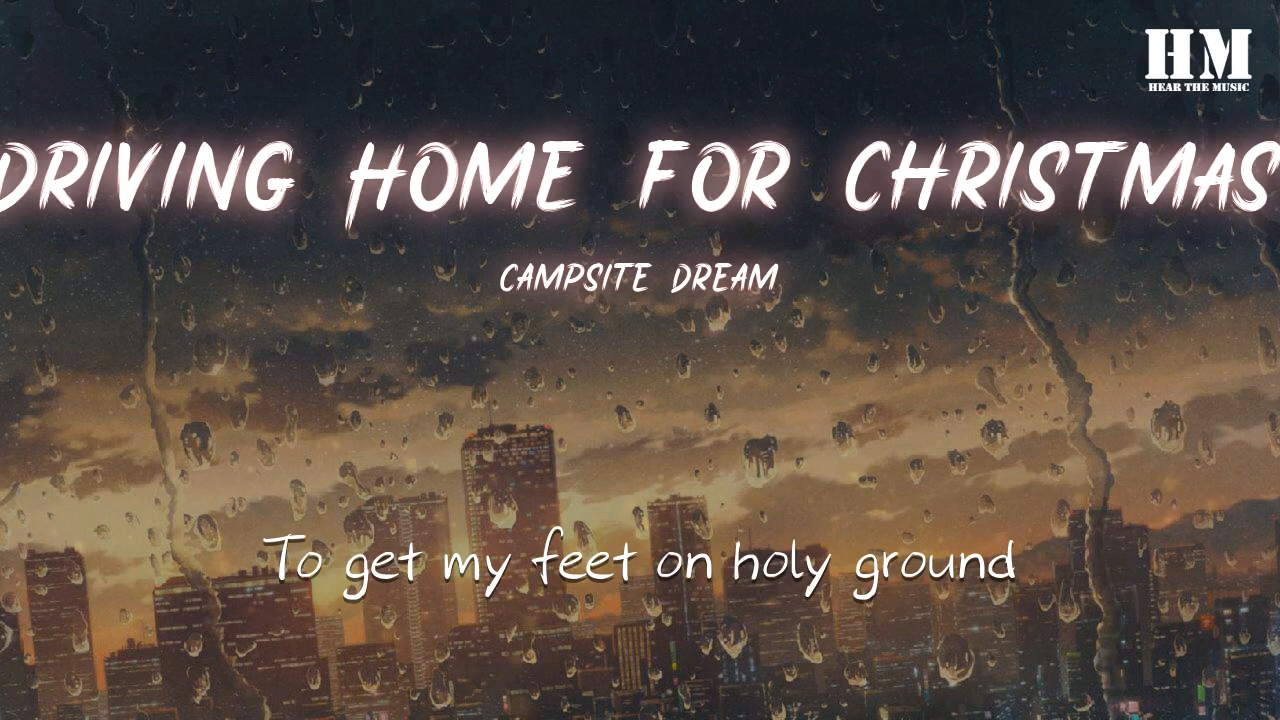 HM
HEAR THE MUSIC
DRIVING HOME FOR CHRISTMAS
CAMPSITE DREAM
To get my feet on holy ground